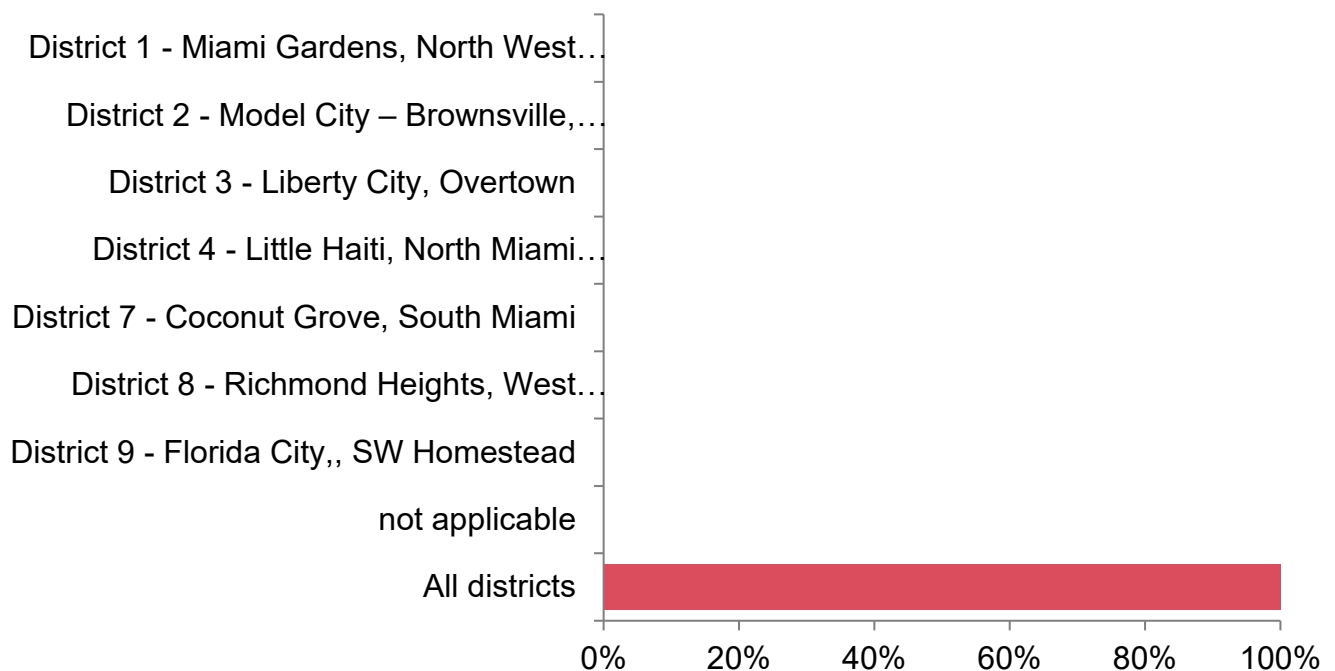 District 1 - Miami Gardens, North West…
District 2 - Model City – Brownsville,…
District 3 - Liberty City, Overtown
District 4 - Little Haiti, North Miami…
District 7 - Coconut Grove, South Miami
District 8 - Richmond Heights, West…
District 9 - Florida City,, SW Homestead
not applicable
All districts
0% 20% 40% 60% 80% 100%